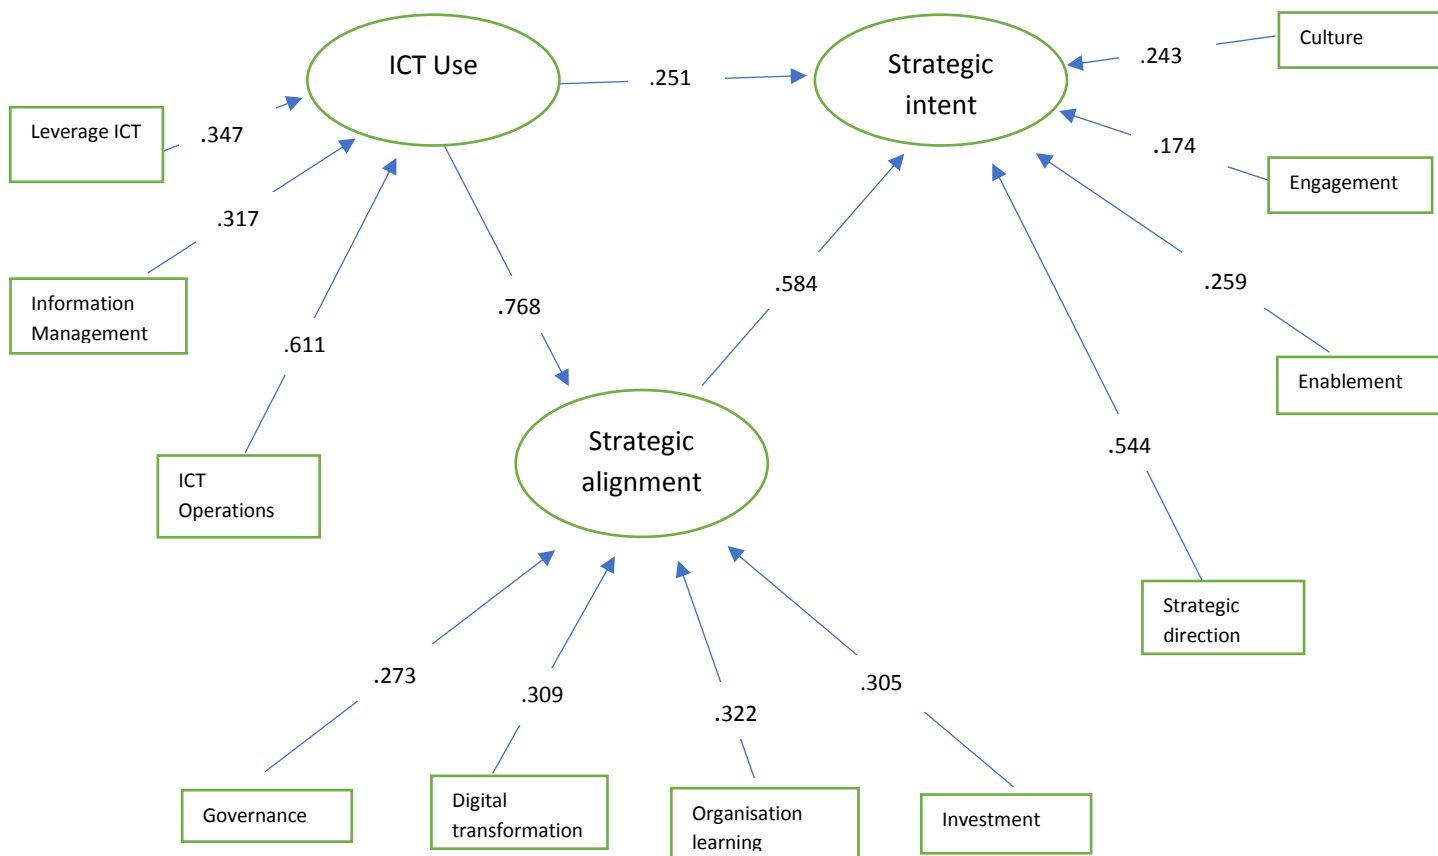 ICT Use
Strategic
intent
Culture
.251
.243
Leverage ICT
.347
.174
Engagement
.317
Information
Management
.768
.584
.259
.611
Enablement
Strategic
alignment
.544
ICT
Operations
Strategic
direction
.273
.309
.322
.305
Governance
Digital
transformation
Organisation
learning
Investment